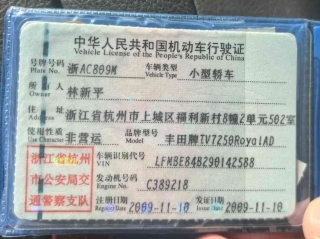 中华人民共和国机动车行驶证
Vehicle License of the People's Republic of China
号牌号码 Plate No. 浙AC809M 车辆类型 Vehicle Type 小型轿车
所有人 Owner 林新平
住址 Address 浙江省杭州市上城区福利新村8幢2单元502室
使用性质 Use Character 非营运 品牌型号 Model 丰田牌TV7250RoyalAD
浙江省杭州
市公安局交
通警察支队
车辆识别代号 VIN LFMBE84B290142588
发动机号码 Engine No. C389218
注册日期 Register Date 2009-11-10 发证日期 Issue Date 2009-11-10